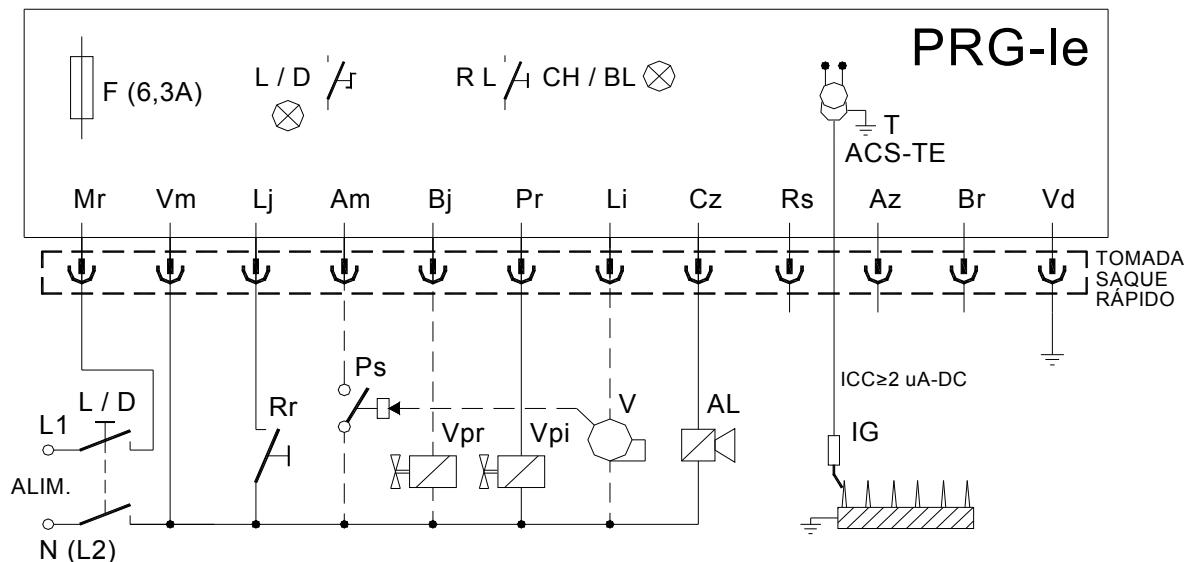 PRG-Ie
F (6,3A)
L / D
R L
CH / BL
T
ACS-TE
Mr Vm Lj Am Bj Pr Li Cz Rs Az Br Vd
TOMADA
SAQUE
RÁPIDO
Ps
ICC≥2 uA-DC
L / D
L1
Rr
V
AL
IG
Vpr
Vpi
ALIM.
N (L2)